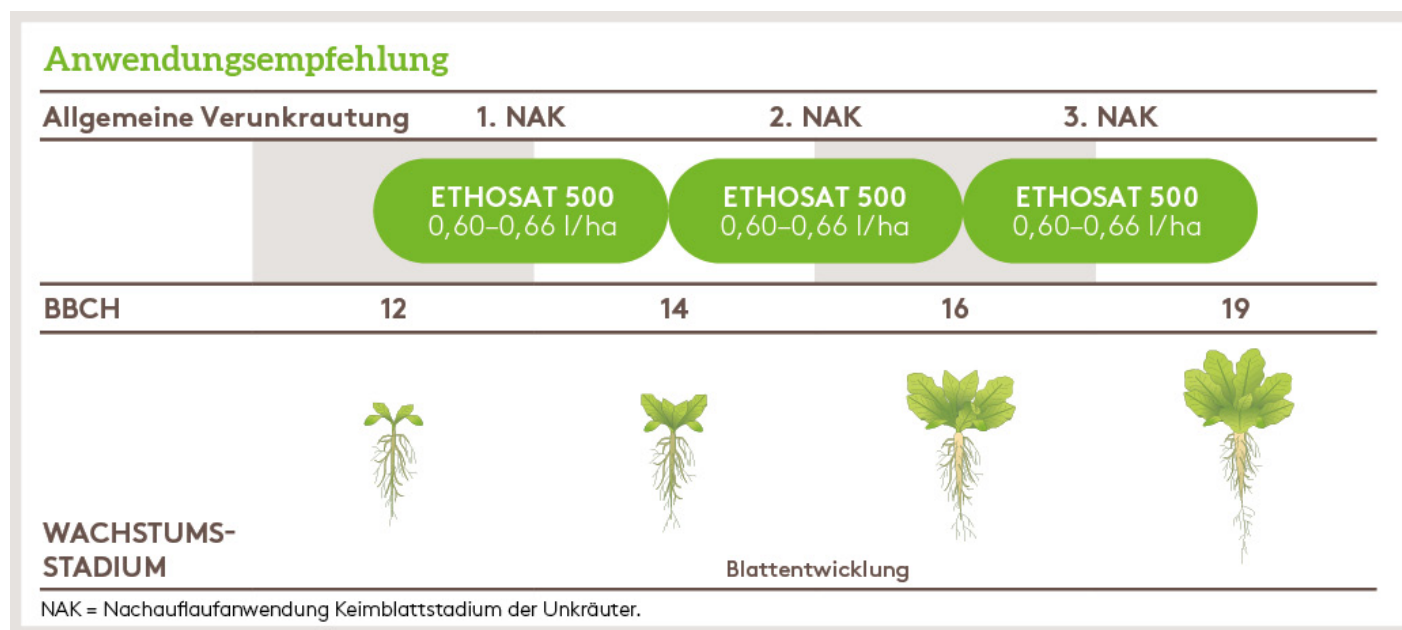 Anwendungsempfehlung
Allgemeine Verunkrautung 1. NAK 2. NAK 3. NAK
ETHOSAT 500 ETHOSAT 500 ETHOSAT 500
0,60–0,66 l/ha 0,60–0,66 l/ha 0,60–0,66 l/ha
BBCH 12 14 16 19
WACHSTUMS-
STADIUM Blattentwicklung
NAK = Nachauflaufanwendung Keimblattstadium der Unkräuter.